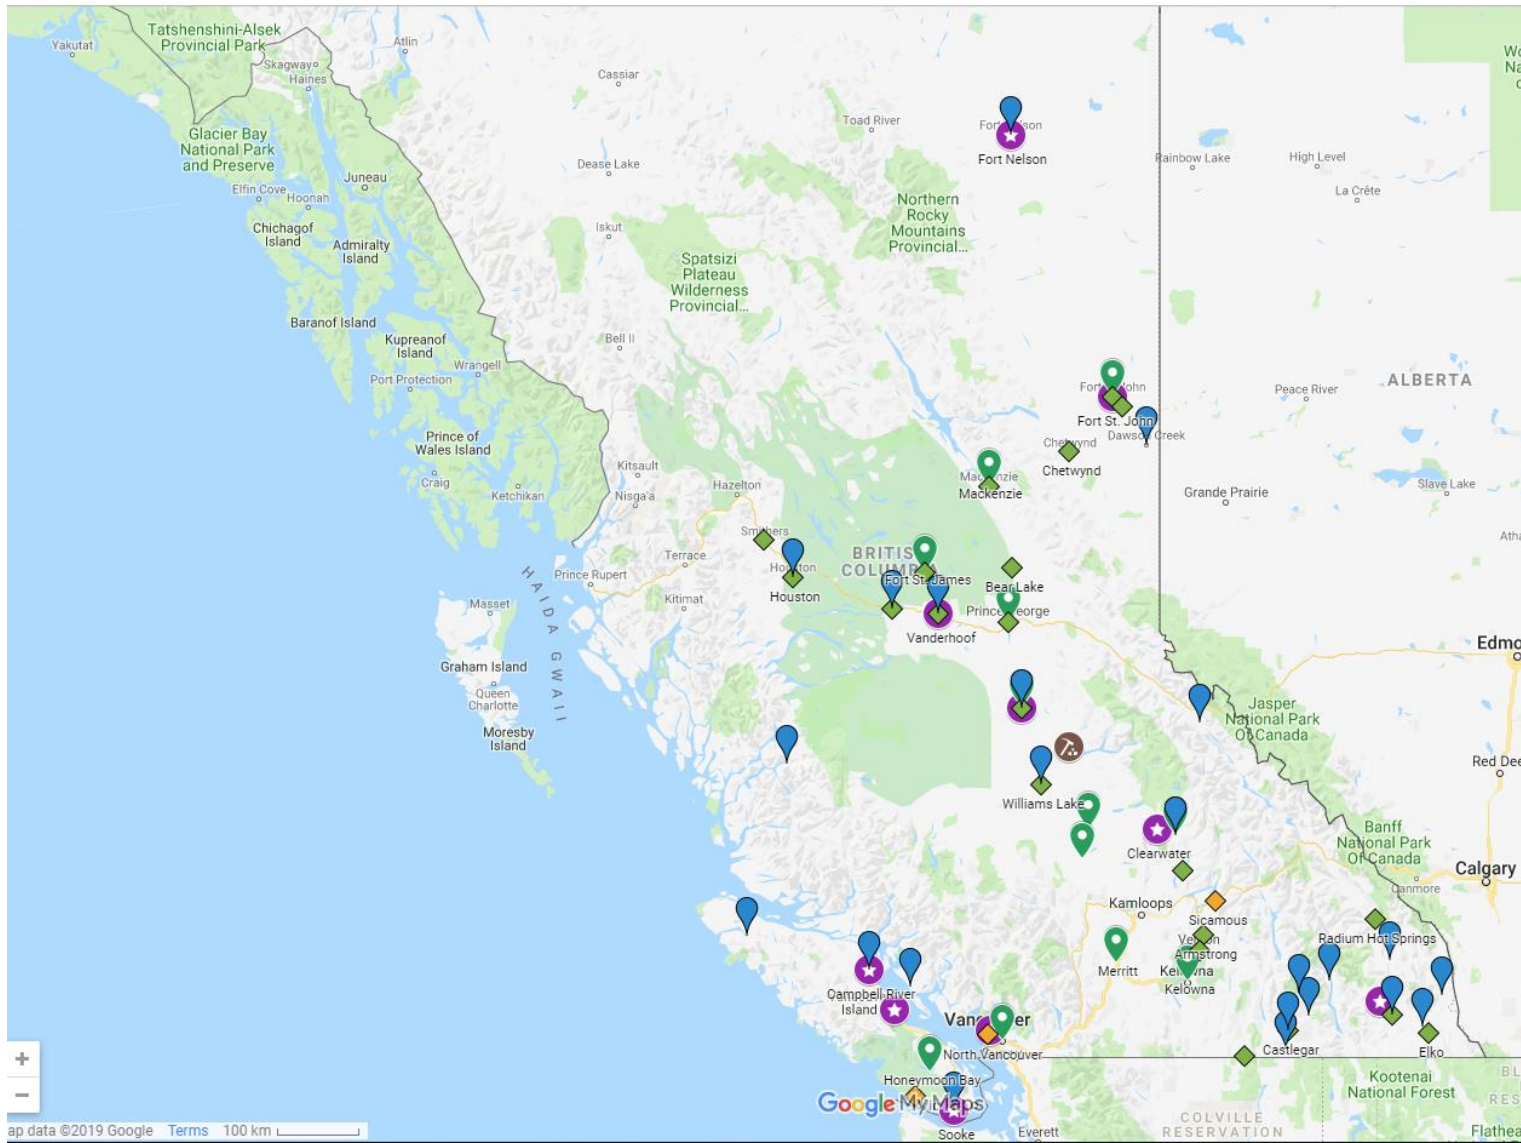 Tatshenshini-Alsek
Provincial Park
Yakutat
Atlin
Skagway
Haines
Cassiar
Glacier Bay
National Park
and Preserve
Toad River
Fort Nelson
Rainbow Lake
High Level
Dease Lake
Juneau
Elfin Cove
Hoonah
La Crête
Chichagof
Island
Northern
Rocky
Mountains
Provincial...
Iskut
Admiralty
Island
Spatsizi
Plateau
Wilderness
Provincial...
Baranof Island
Kupreanof
Island
Bell II
Wrangell
Port Protection
ALBERTA
Peace River
Fort St. John
Dawson Creek
Prince of
Wales Island
Chetwynd
Chetwynd
Kitsault
Hazelton
Mackenzie
Craig
Ketchikan
Nisga'a
Grande Prairie
Slave Lake
Smithers
Terrace
BRITISH
COLUMBIA
Houston
Fort St. James
Bear Lake
Prince Rupert
Kitimat
Houston
Prince George
HAIDA GWAII
Masset
Vanderhoof
Graham Island
Queen
Charlotte
Moresby
Island
Jasper
National Park
Of Canada
Williams Lake
Clearwater
Banff
National Park
Of Canada
Calgary
Canmore
Kamloops
Sicamous
Vernon
Armstrong
Radium Hot Springs
Merritt
Kelowna
Kelowna
Campbell River
Island
Vancouver
North Vancouver
Castlegar
Elko
Honeymoon Bay
Kootenai
National Forest
Google My Maps
COLVILLE
RESERVATION
Sooke
Everett
+
−
ap data ©2019 Google Terms 100 km